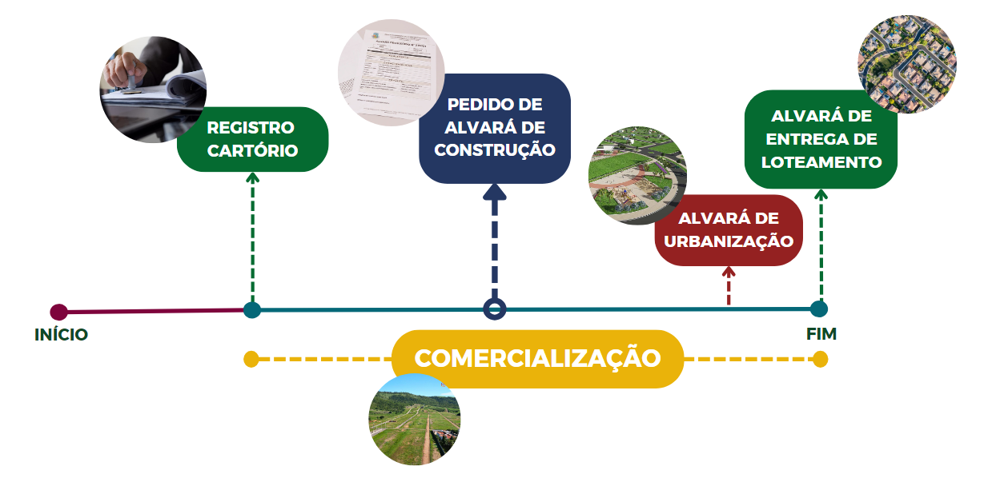 REGISTRO
CARTÓRIO
PEDIDO DE
ALVARÁ DE
CONSTRUÇÃO
ALVARÁ DE
URBANIZAÇÃO
ALVARÁ DE
ENTREGA DE
LOTEAMENTO
INÍCIO
FIM
COMERCIALIZAÇÃO